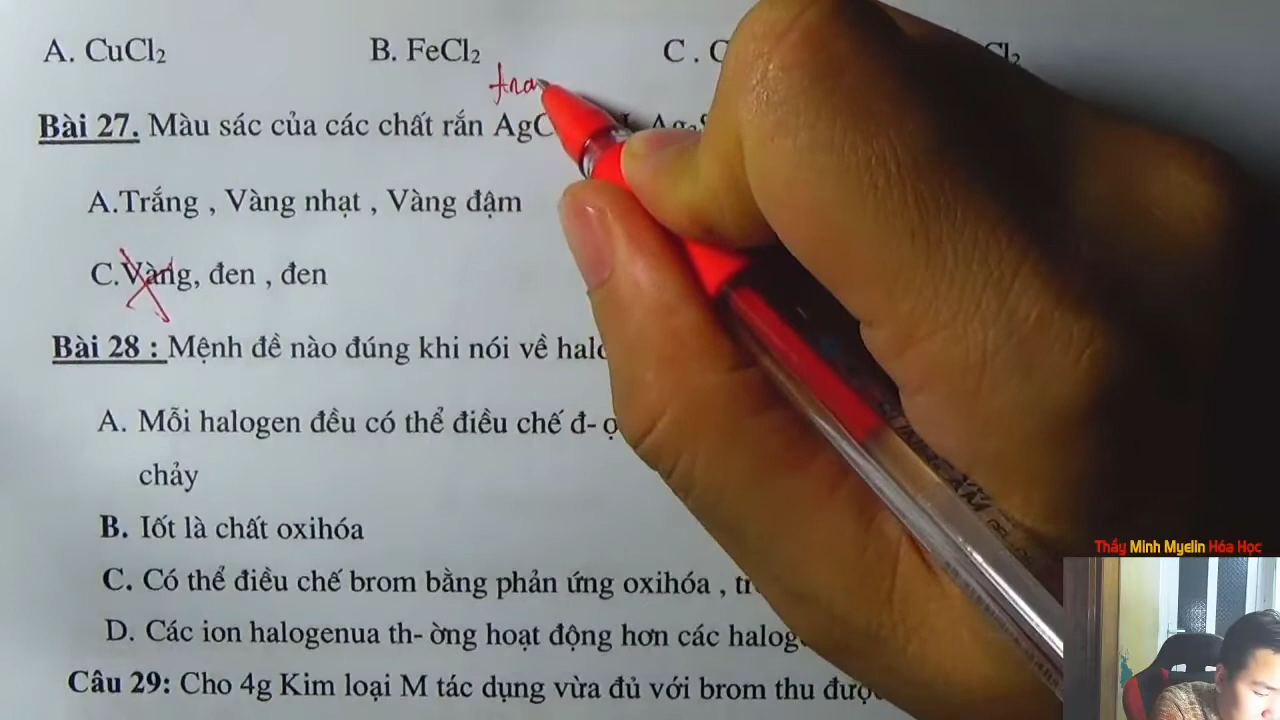 A. CuCl₂ B. FeCl₂ C . Cl₂
Bài 27. Màu sác của các chất rắn
A.Trắng , Vàng nhạt , Vàng đậm
C.Vàng, đen , đen
Bài 28 : Mệnh đề nào đúng khi nói về
A. Mỗi halogen đều có thể điều chế
chảy
B. Iốt là chất oxihóa
C. Có thể điều chế brom bằng phản ứng oxihóa ,
D. Các ion halogenua th- ờng hoạt động hơn các
Câu 29: Cho 4g Kim loại M tác dụng vừa đủ với brom thu
Thầy Minh Myelin Hóa Học